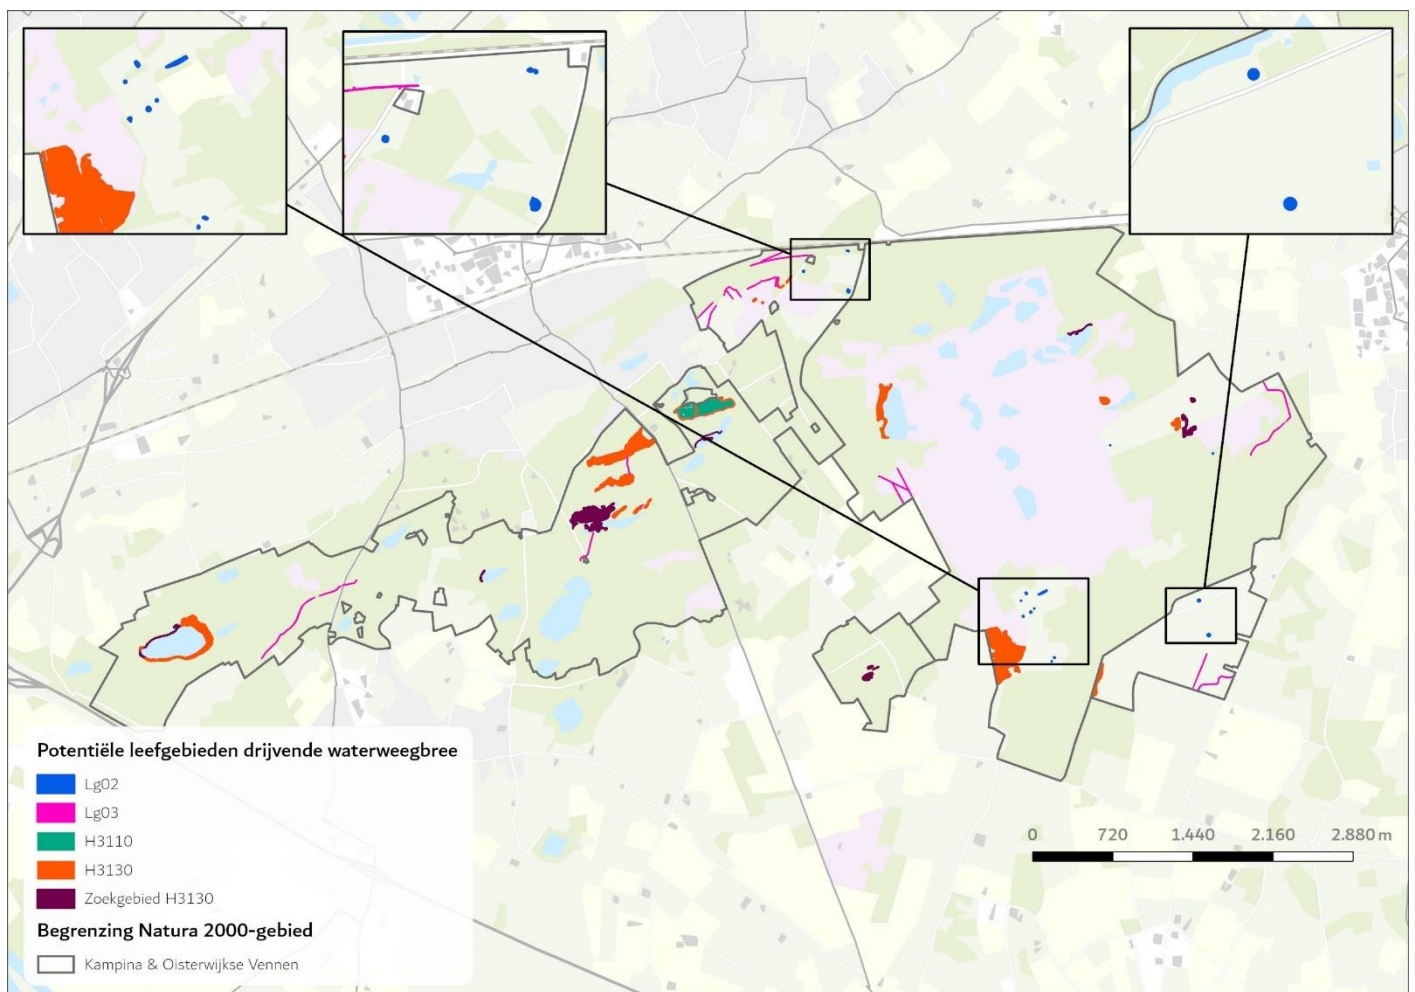 Potentiële leefgebieden drijvende waterweegbree
Lg02
Lg03
H3110
H3130
Zoekgebied H3130
Begrenzing Natura 2000-gebied
Kampina & Oisterwijkse Vennen
0 720 1.440 2.160 2.880 m